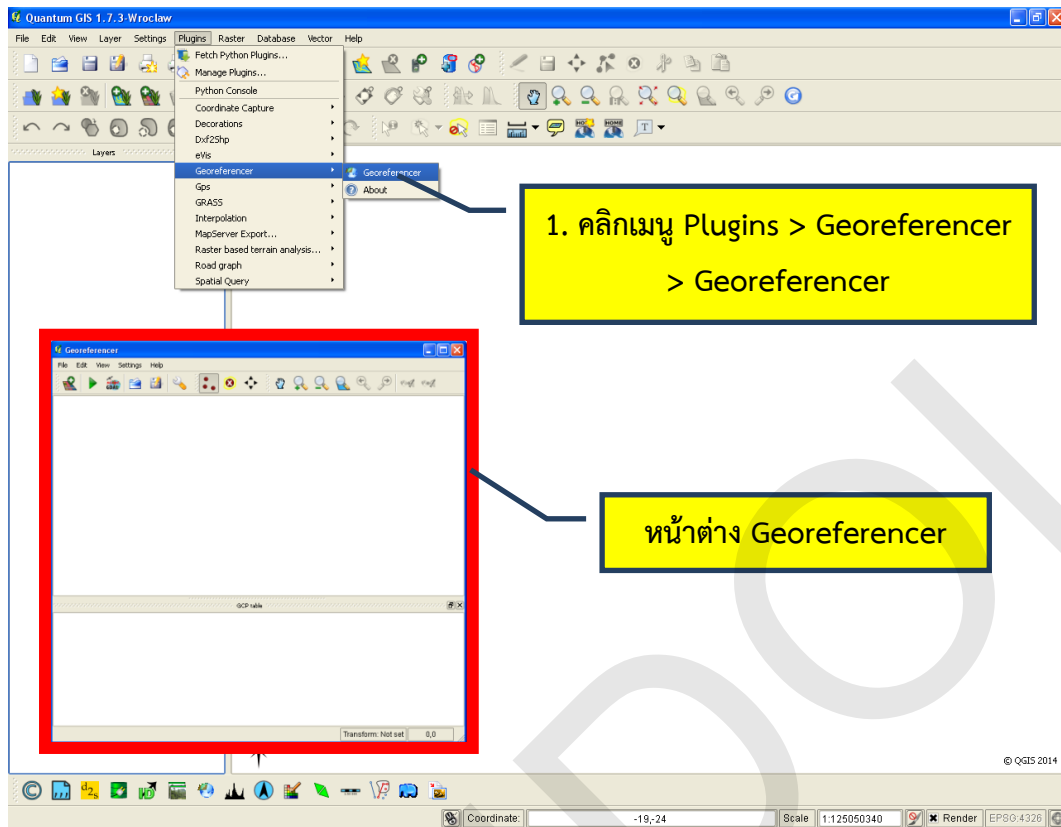 Quantum GIS 1.7.3-Wroclaw
File Edit View Layer Settings Plugins Raster Database Vector Help
Fetch Python Plugins...
Manage Plugins...
Python Console
Coordinate Capture
Decorations
Dxf2Shp
eVis
Georeferencer
Gps
GRASS
Interpolation
MapServer Export...
Raster based terrain analysis...
Road graph
Spatial Query
Georeferencer
About
Layers
1. คลิกเมนู Plugins > Georeferencer
> Georeferencer
Georeferencer
File Edit View Settings Help
หน้าต่าง Georeferencer
GCP table
Transform: Not set 0,0
© QGIS 2014
Coordinate: -19,-24 Scale 1:125050340 Render EPSG:4326